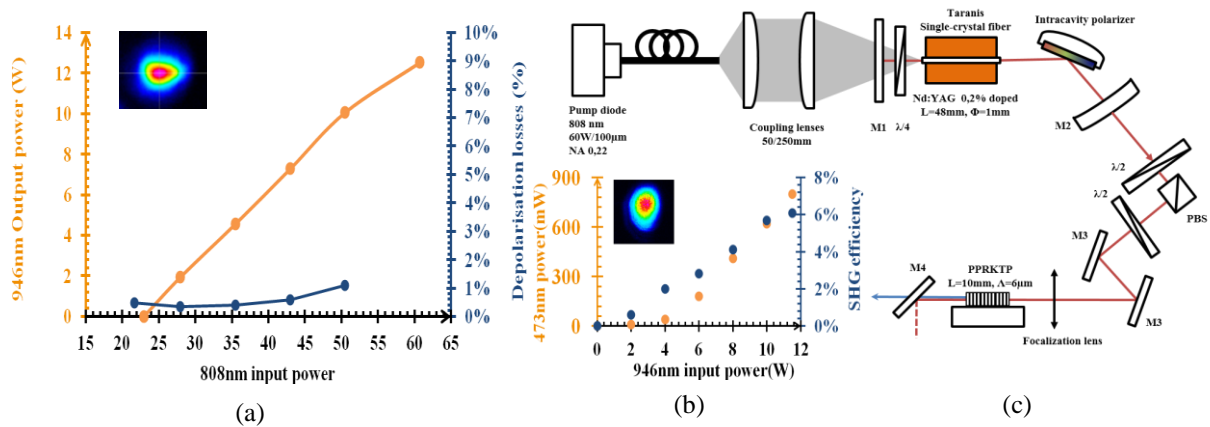 946nm Output power (W)
14
12
10
8
6
4
2
0
10%
9%
8%
7%
6%
5%
4%
3%
2%
1%
0%
Depolarisation losses (%)
15 20 25 30 35 40 45 50 55 60 65
808nm input power
(a)
Pump diode
808 nm
60W/100µm
NA 0,22
Coupling lenses
50/250mm
M1 λ/4
Taranis
Single-crystal fiber
Nd:YAG 0,2% doped
L=48mm, Φ=1mm
Intracavity polarizer
M2
λ/2
PBS
λ/2
M3
M3
PPRKTP
L=10mm, Λ=6µm
M4
Focalization lens
473nm power(mW)
900
600
300
0
8%
6%
4%
2%
0%
SHG efficiency
0 2 4 6 8 10 12
946nm input power(W)
(b)
(c)